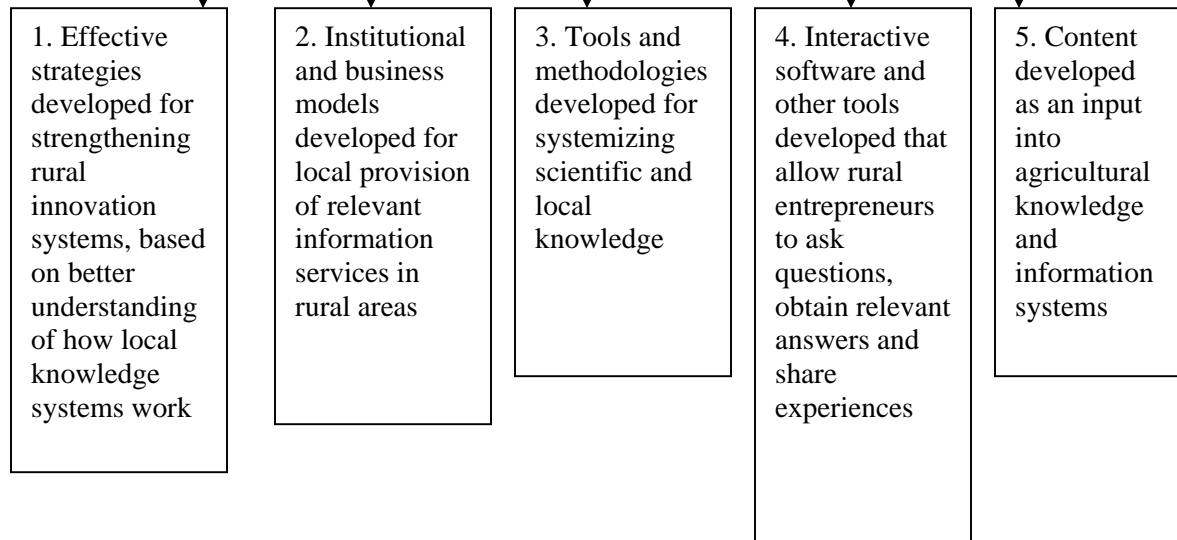 1. Effective
strategies
developed for
strengthening
rural
innovation
systems, based
on better
understanding
of how local
knowledge
systems work
2. Institutional
and business
models
developed for
local provision
of relevant
information
services in
rural areas
3. Tools and
methodologies
developed for
systemizing
scientific and
local
knowledge
4. Interactive
software and
other tools
developed that
allow rural
entrepreneurs
to ask
questions,
obtain relevant
answers and
share
experiences
5. Content
developed
as an input
into
agricultural
knowledge
and
information
systems